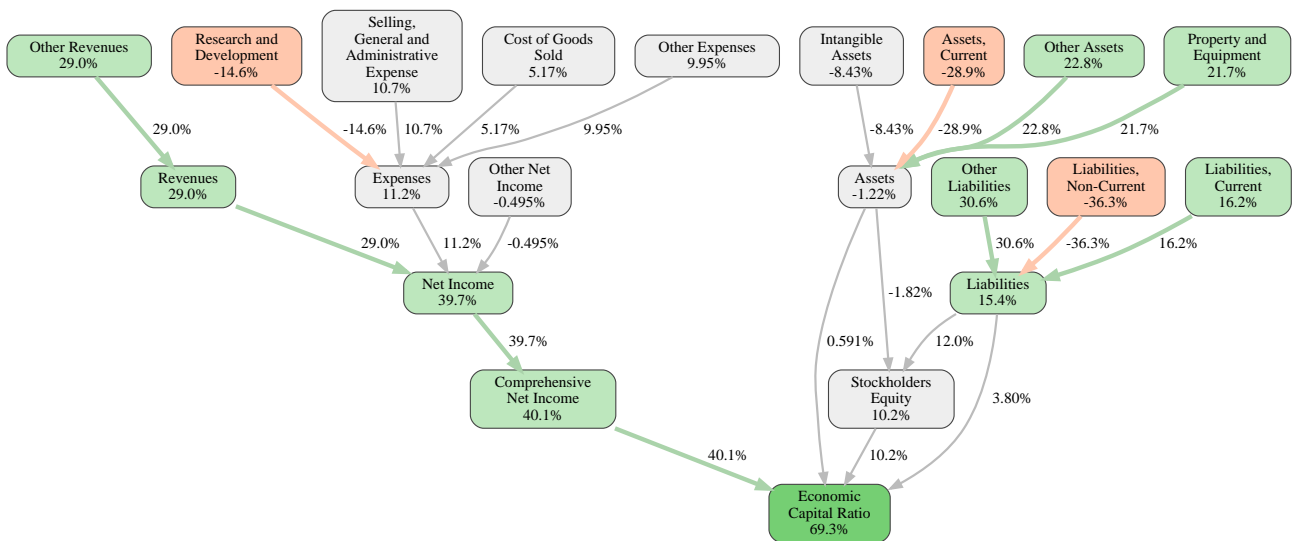 Other Revenues
29.0%
Research and
Development
-14.6%
Selling,
General and
Administrative
Expense
10.7%
Cost of Goods
Sold
5.17%
Other Expenses
9.95%
Intangible
Assets
-8.43%
Assets,
Current
-28.9%
Other Assets
22.8%
Property and
Equipment
21.7%
29.0%
-14.6%
10.7%
5.17%
9.95%
-8.43%
-28.9%
22.8%
21.7%
Revenues
29.0%
Expenses
11.2%
Other Net
Income
-0.495%
Assets
-1.22%
Other
Liabilities
30.6%
Liabilities,
Non-Current
-36.3%
Liabilities,
Current
16.2%
29.0%
11.2%
-0.495%
30.6%
-36.3%
16.2%
Net Income
39.7%
-1.82%
Liabilities
15.4%
39.7%
0.591%
12.0%
Comprehensive
Net Income
40.1%
Stockholders
Equity
10.2%
3.80%
40.1%
10.2%
Economic
Capital Ratio
69.3%